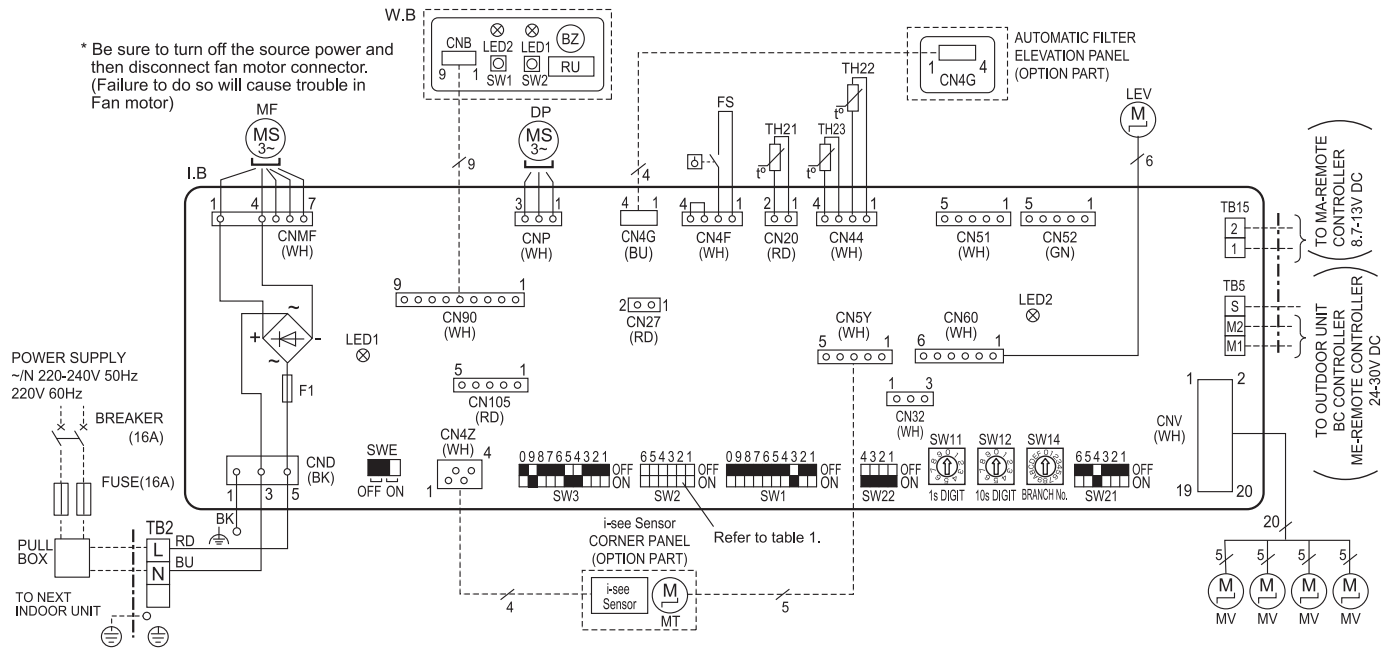 W.B
* Be sure to turn off the source power and
then disconnect fan motor connector.
(Failure to do so will cause trouble in
Fan motor)
CNB
9 1
LED2 LED1
SW1 SW2
BZ
RU
AUTOMATIC FILTER
ELEVATION PANEL
(OPTION PART)
1 4
CN4G
MF
MS
3~
DP
MS
3~
FS
TH21
t°
TH23
t°
TH22
t°
LEV
M
9
4
6
I.B
1 4 7
CNMF
(WH)
3 1
CNP
(WH)
4 1
CN4G
(BU)
4 1
CN4F
(WH)
2 1
CN20
(RD)
4 1
CN44
(WH)
5 1
CN51
(WH)
5 1
CN52
(GN)
TB15
2
1
TO MA-REMOTE
CONTROLLER
8.7-13V DC
TB5
S
M2
M1
TO OUTDOOR UNIT
BC CONTROLLER
ME-REMOTE CONTROLLER
24-30V DC
9 1
CN90
(WH)
2 1
CN27
(RD)
LED2
~
+ -
~
LED1
F1
CN5Y
(WH)
5 1
CN60
(WH)
6 1
5 1
CN105
(RD)
1 3
CN32
(WH)
1 2
CNV
(WH)
19 20
POWER SUPPLY
~/N 220-240V 50Hz
220V 60Hz
BREAKER
(16A)
FUSE(16A)
PULL
BOX
TO NEXT
INDOOR UNIT
CND
(BK)
1 3 5
BK
TB2
L
N
RD
BU
SWE
OFF ON
CN4Z
(WH)
4
1
0987654321
OFF
ON
SW3
654321
OFF
ON
SW2
0987654321
OFF
ON
SW1
4321
OFF
ON
SW22
SW11
1s DIGIT
SW12
10s DIGIT
SW14
BRANCH No.
654321
OFF
ON
SW21
Refer to table 1.
i-see Sensor
CORNER PANEL
(OPTION PART)
i-see
Sensor
M
MT
4
5
20
5 5 5 5
M M M M
MV MV MV MV